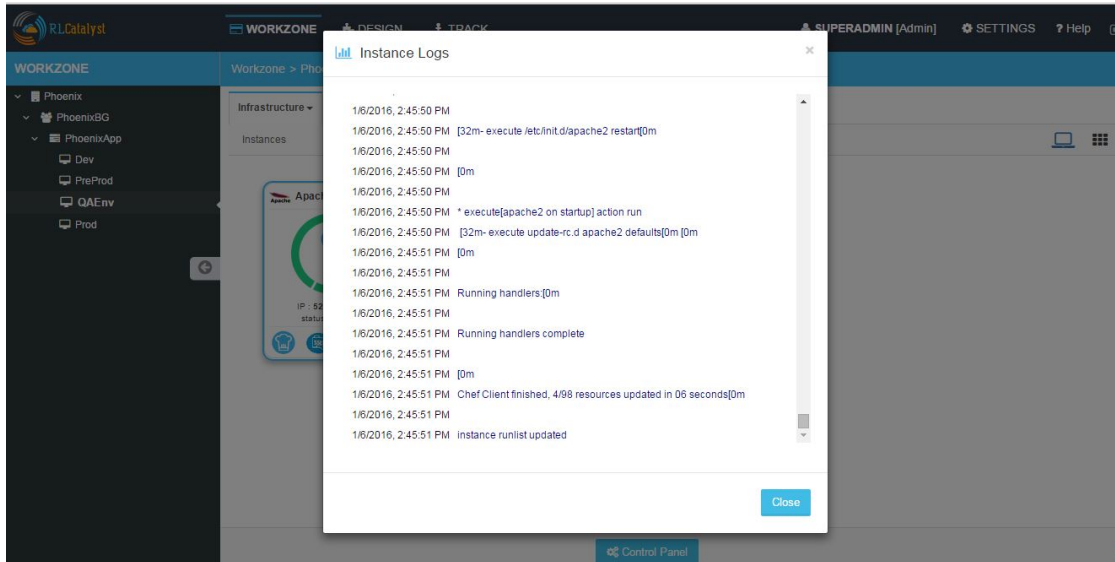 RLCatalyst
WORKZONE
DESIGN
TRACK
SUPERADMIN [Admin]
SETTINGS
? Help
WORKZONE
Workzone > Pho
Phoenix
PhoenixBG
PhoenixApp
Dev
PreProd
QAEnv
Prod
Infrastructure
Instances
Apache
Apac
IP : 52
status
Instance Logs
×
1/6/2016, 2:45:50 PM
1/6/2016, 2:45:50 PM [32m- execute /etc/init.d/apache2 restart[0m
1/6/2016, 2:45:50 PM
1/6/2016, 2:45:50 PM [0m
1/6/2016, 2:45:50 PM
1/6/2016, 2:45:50 PM * execute[apache2 on startup] action run
1/6/2016, 2:45:50 PM [32m- execute update-rc.d apache2 defaults[0m [0m
1/6/2016, 2:45:51 PM [0m
1/6/2016, 2:45:51 PM
1/6/2016, 2:45:51 PM Running handlers:[0m
1/6/2016, 2:45:51 PM
1/6/2016, 2:45:51 PM Running handlers complete
1/6/2016, 2:45:51 PM
1/6/2016, 2:45:51 PM [0m
1/6/2016, 2:45:51 PM Chef Client finished, 4/98 resources updated in 06 seconds[0m
1/6/2016, 2:45:51 PM
1/6/2016, 2:45:51 PM instance runlist updated
Close
Control Panel